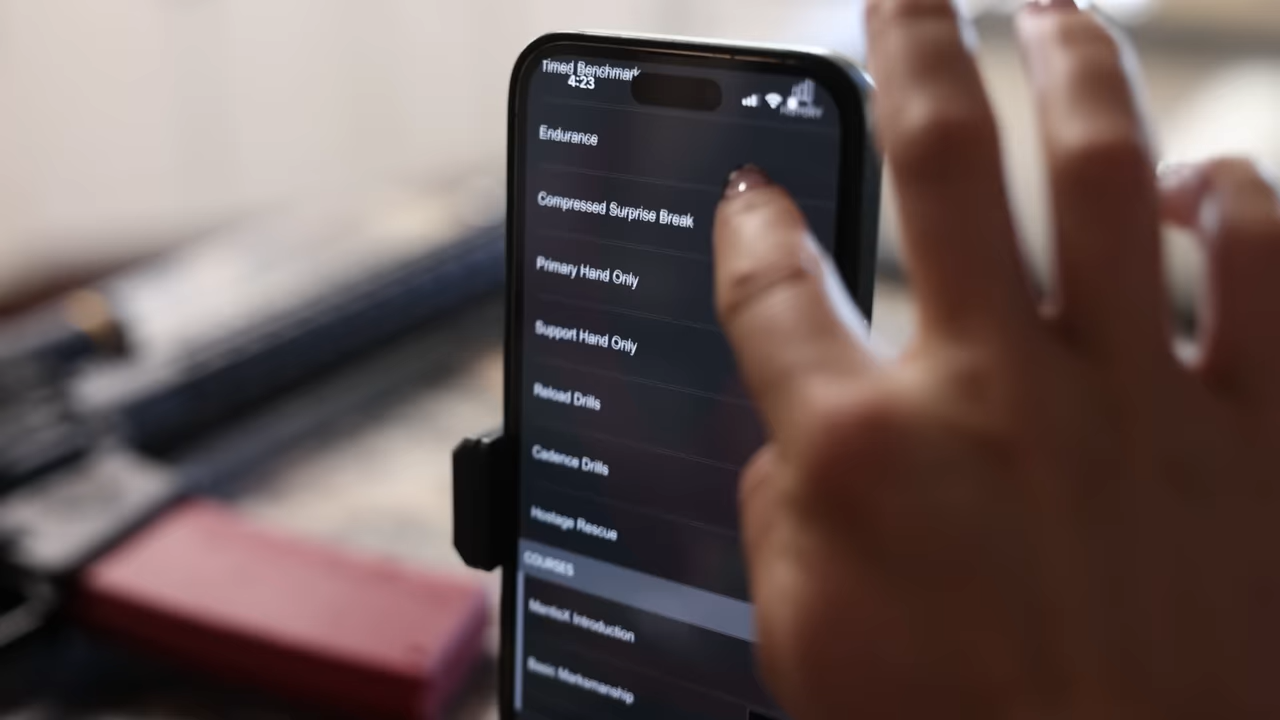 Timed Benchmark
4:23
HISTORY
Endurance
Compressed Surprise Break
Primary Hand Only
Support Hand Only
Reload Drills
Cadence Drills
Hostage Rescue
COURSES
MantisX Introduction
Basic Marksmanship